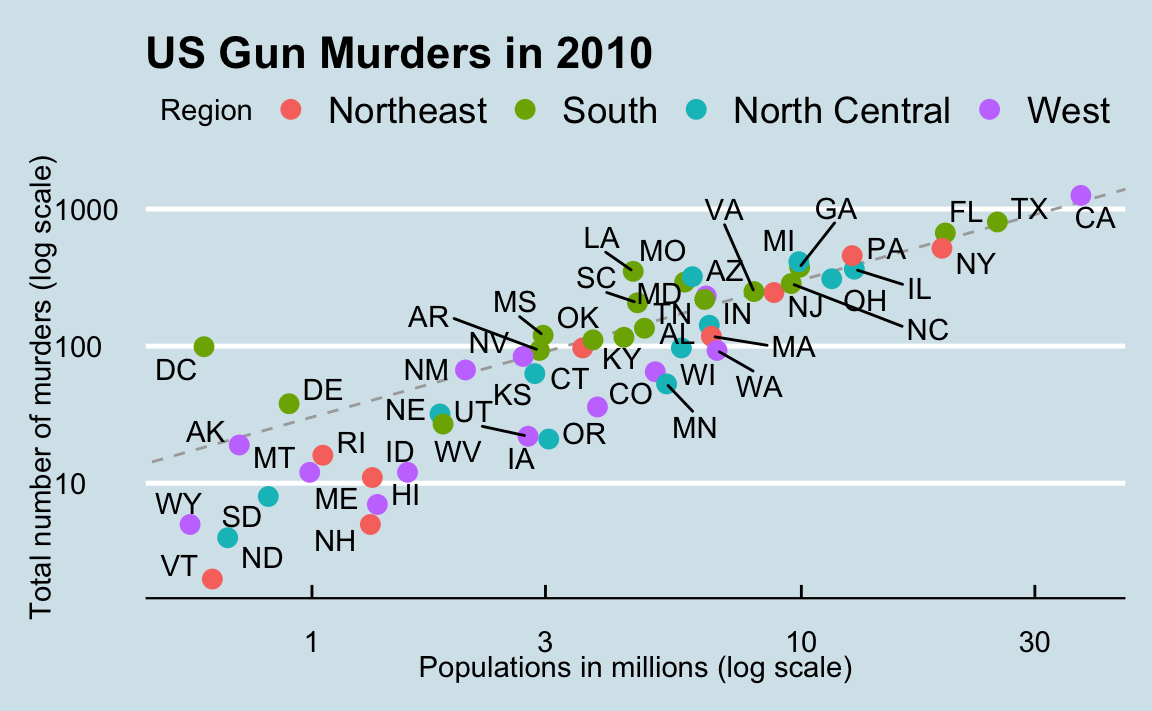 US Gun Murders in 2010
Region Northeast South North Central West
Total number of murders (log scale)
1000
100
10
VA GA FL TX CA
LA MO MI PA NY
SC MD AZ IL
MS TN IN NJ OH NC
AR OK AL MA
NV KY WI WA
DC NM KS CT CO MN
DE NE UT OR
AK RI WV IA
MT ID
WY SD ME HI
VT ND NH
1 3 10 30
Populations in millions (log scale)